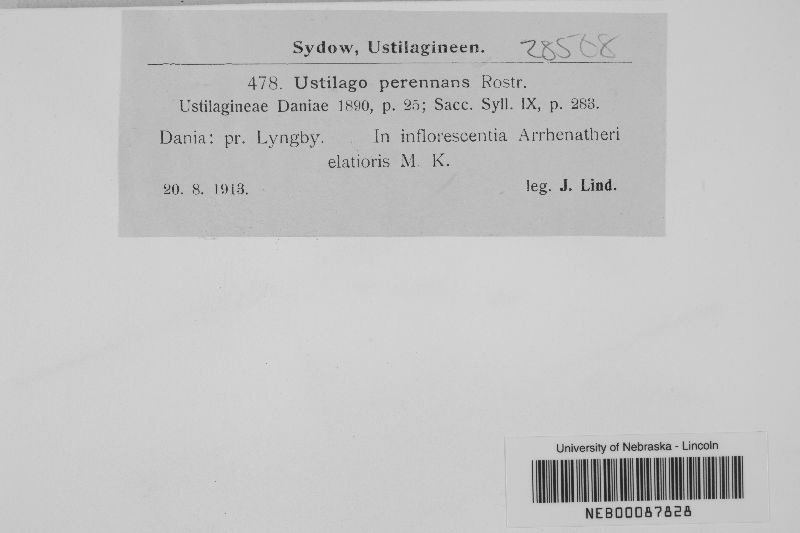 Sydow, Ustilagineen. 28568
478. Ustilago perennans Rostr.
Ustilagineae Daniae 1890, p. 25; Sacc. Syll. IX, p. 283.
Dania: pr. Lyngby. In inflorescentia Arrhenatheri
elatioris M. K.
20. 8. 1913. leg. J. Lind.
University of Nebraska - Lincoln
NEB00087828